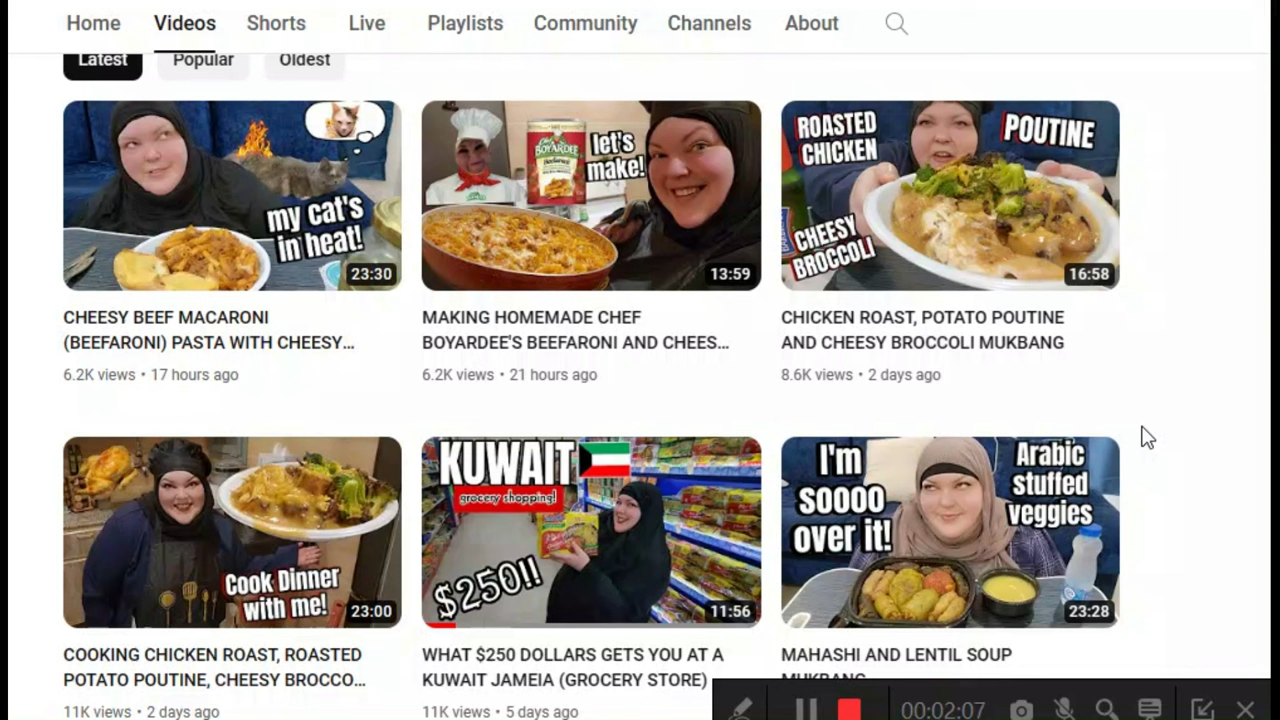 Home Videos Shorts Live Playlists Community Channels About
Latest Popular Oldest
my cat's
in heat!
23:30
Chef
BOYARDEE
Beefaroni
let's
make!
13:59
ROASTED
CHICKEN
POUTINE
CHEESY
BROCCOLI
16:58
CHEESY BEEF MACARONI
(BEEFARONI) PASTA WITH CHEESY...
6.2K views • 17 hours ago
MAKING HOMEMADE CHEF
BOYARDEE'S BEEFARONI AND CHEES...
6.2K views • 21 hours ago
CHICKEN ROAST, POTATO POUTINE
AND CHEESY BROCCOLI MUKBANG
8.6K views • 2 days ago
Cook Dinner
with me!
23:00
KUWAIT
grocery shopping!
$250!!
11:56
I'm
soooo
over it!
Arabic
stuffed
veggies
23:28
COOKING CHICKEN ROAST, ROASTED
POTATO POUTINE, CHEESY BROCCO...
11K views • 2 days ago
WHAT $250 DOLLARS GETS YOU AT A
KUWAIT JAMEIA (GROCERY STORE)
11K views • 5 days ago
MAHASHI AND LENTIL SOUP
MUKBANG
00:02:07